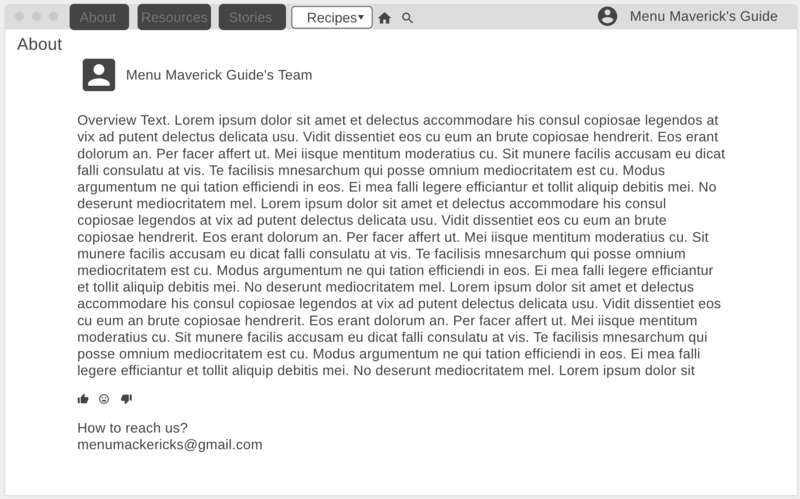 About Resources Stories Recipes Menu Maverick's Guide
About
Menu Maverick Guide's Team
Overview Text. Lorem ipsum dolor sit amet et delectus accommodare his consul copiosae legendos at
vix ad putent delectus delicata usu. Vidit dissentiet eos cu eum an brute copiosae hendrerit. Eos erant
dolorum an. Per facer affert ut. Mei iisque mentitum moderatius cu. Sit munere facilis accusam eu dicat
falli consulatu at vis. Te facilisis mnesarchum qui posse omnium mediocritatem est cu. Modus
argumentum ne qui tation efficiendi in eos. Ei mea falli legere efficiantur et tollit aliquip debitis mei. No
deserunt mediocritatem mel. Lorem ipsum dolor sit amet et delectus accommodare his consul
copiosae legendos at vix ad putent delectus delicata usu. Vidit dissentiet eos cu eum an brute
copiosae hendrerit. Eos erant dolorum an. Per facer affert ut. Mei iisque mentitum moderatius cu. Sit
munere facilis accusam eu dicat falli consulatu at vis. Te facilisis mnesarchum qui posse omnium
mediocritatem est cu. Modus argumentum ne qui tation efficiendi in eos. Ei mea falli legere efficiantur
et tollit aliquip debitis mei. No deserunt mediocritatem mel. Lorem ipsum dolor sit amet et delectus
accommodare his consul copiosae legendos at vix ad putent delectus delicata usu. Vidit dissentiet eos
cu eum an brute copiosae hendrerit. Eos erant dolorum an. Per facer affert ut. Mei iisque mentitum
moderatius cu. Sit munere facilis accusam eu dicat falli consulatu at vis. Te facilisis mnesarchum qui
posse omnium mediocritatem est cu. Modus argumentum ne qui tation efficiendi in eos. Ei mea falli
legere efficiantur et tollit aliquip debitis mei. No deserunt mediocritatem mel. Lorem ipsum dolor sit
How to reach us?
menumackericks@gmail.com